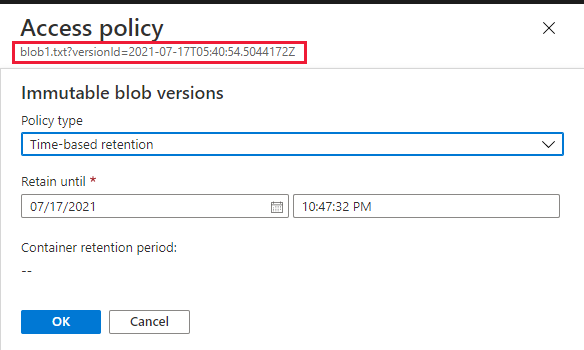 Access policy
blob1.txt?versionId=2021-07-17T05:40:54.5044172Z
Immutable blob versions
Policy type
Time-based retention
Retain until *
07/17/2021 10:47:32 PM
Container retention period:
--
OK Cancel